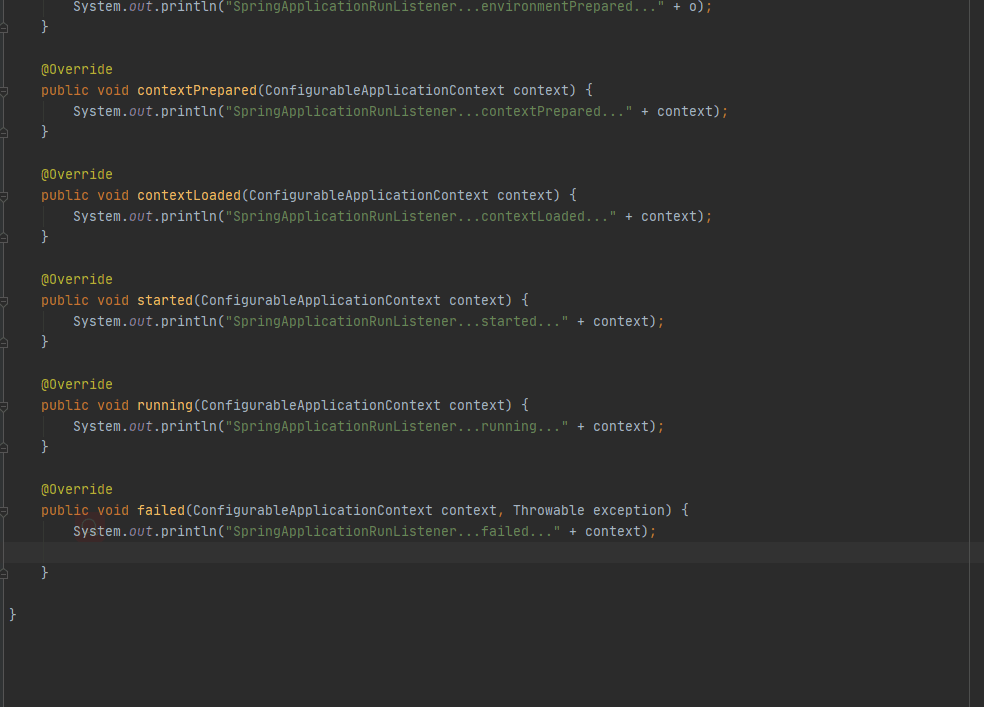 System.out.println("SpringApplicationRunListener...environmentPrepared..." + o);
}
@Override
public void contextPrepared(ConfigurableApplicationContext context) {
System.out.println("SpringApplicationRunListener...contextPrepared..." + context);
}
@Override
public void contextLoaded(ConfigurableApplicationContext context) {
System.out.println("SpringApplicationRunListener...contextLoaded..." + context);
}
@Override
public void started(ConfigurableApplicationContext context) {
System.out.println("SpringApplicationRunListener...started..." + context);
}
@Override
public void running(ConfigurableApplicationContext context) {
System.out.println("SpringApplicationRunListener...running..." + context);
}
@Override
public void failed(ConfigurableApplicationContext context, Throwable exception) {
System.out.println("SpringApplicationRunListener...failed..." + context);
}
}